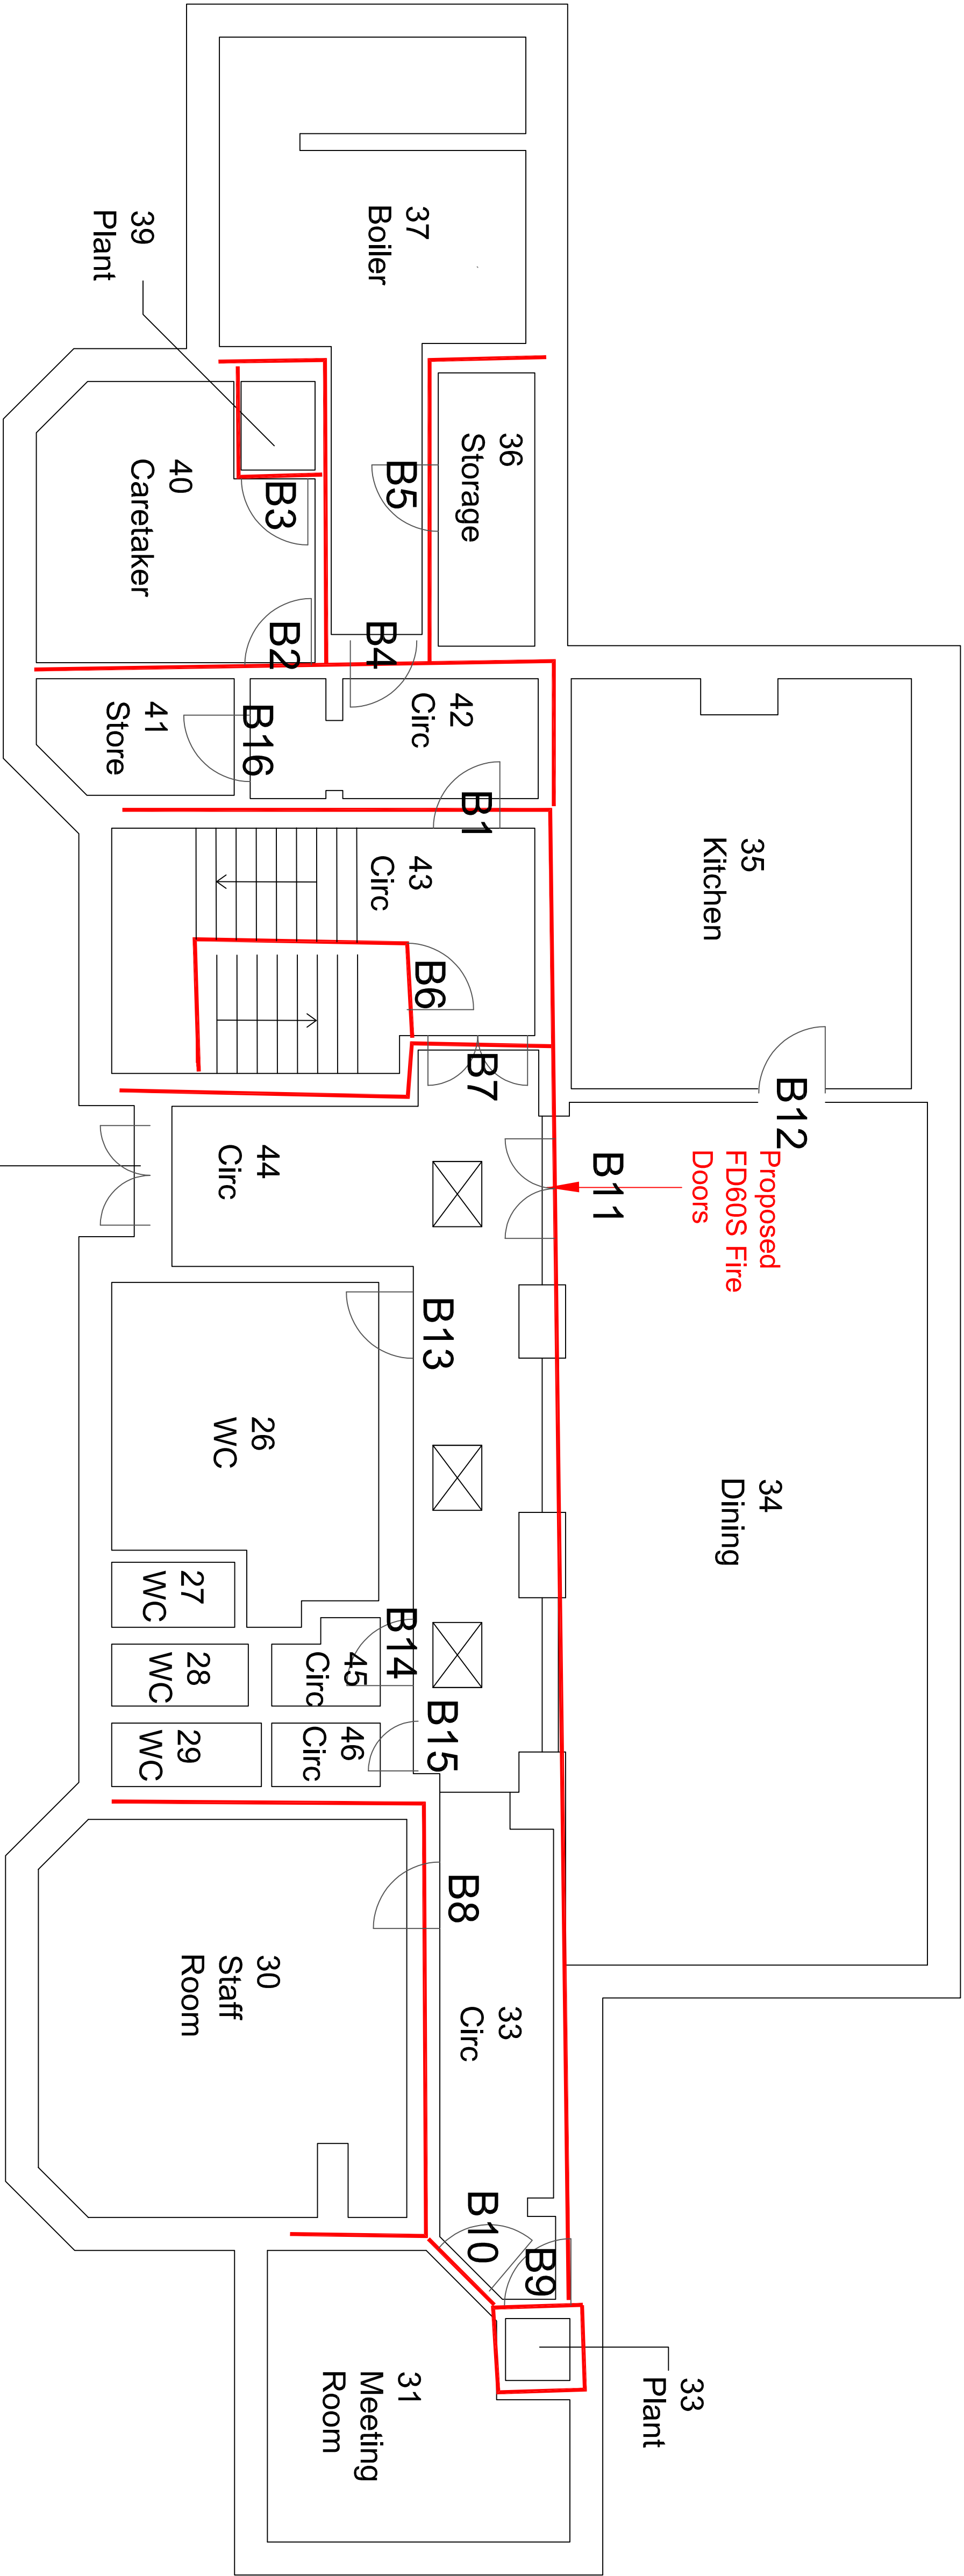 37
Boiler
39
Plant
36
Storage
B5
B3
40
Caretaker
B2
B4
42
Circ
41
Store
B16
B1
43
Circ
B6
B7
35
Kitchen
B12
Proposed
FD60S Fire
Doors
B11
44
Circ
B13
26
WC
34
Dining
27
WC
B14
28
WC
45
Circ
B15
29
WC
46
Circ
B8
30
Staff
Room
33
Circ
B10
B9
31
Meeting
Room
33
Plant